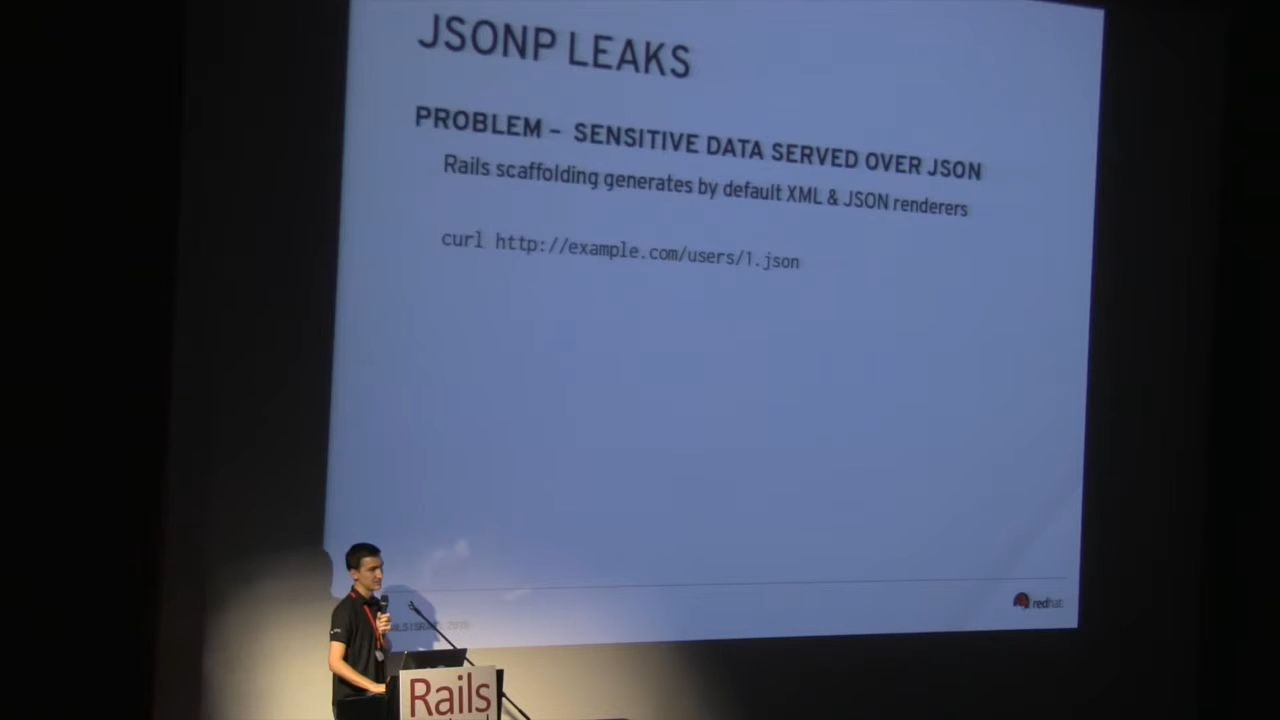 JSONP LEAKS
PROBLEM – SENSITIVE DATA SERVED OVER JSON
Rails scaffolding generates by default XML & JSON renderers
curl http://example.com/users/1.json
redhat
Rails